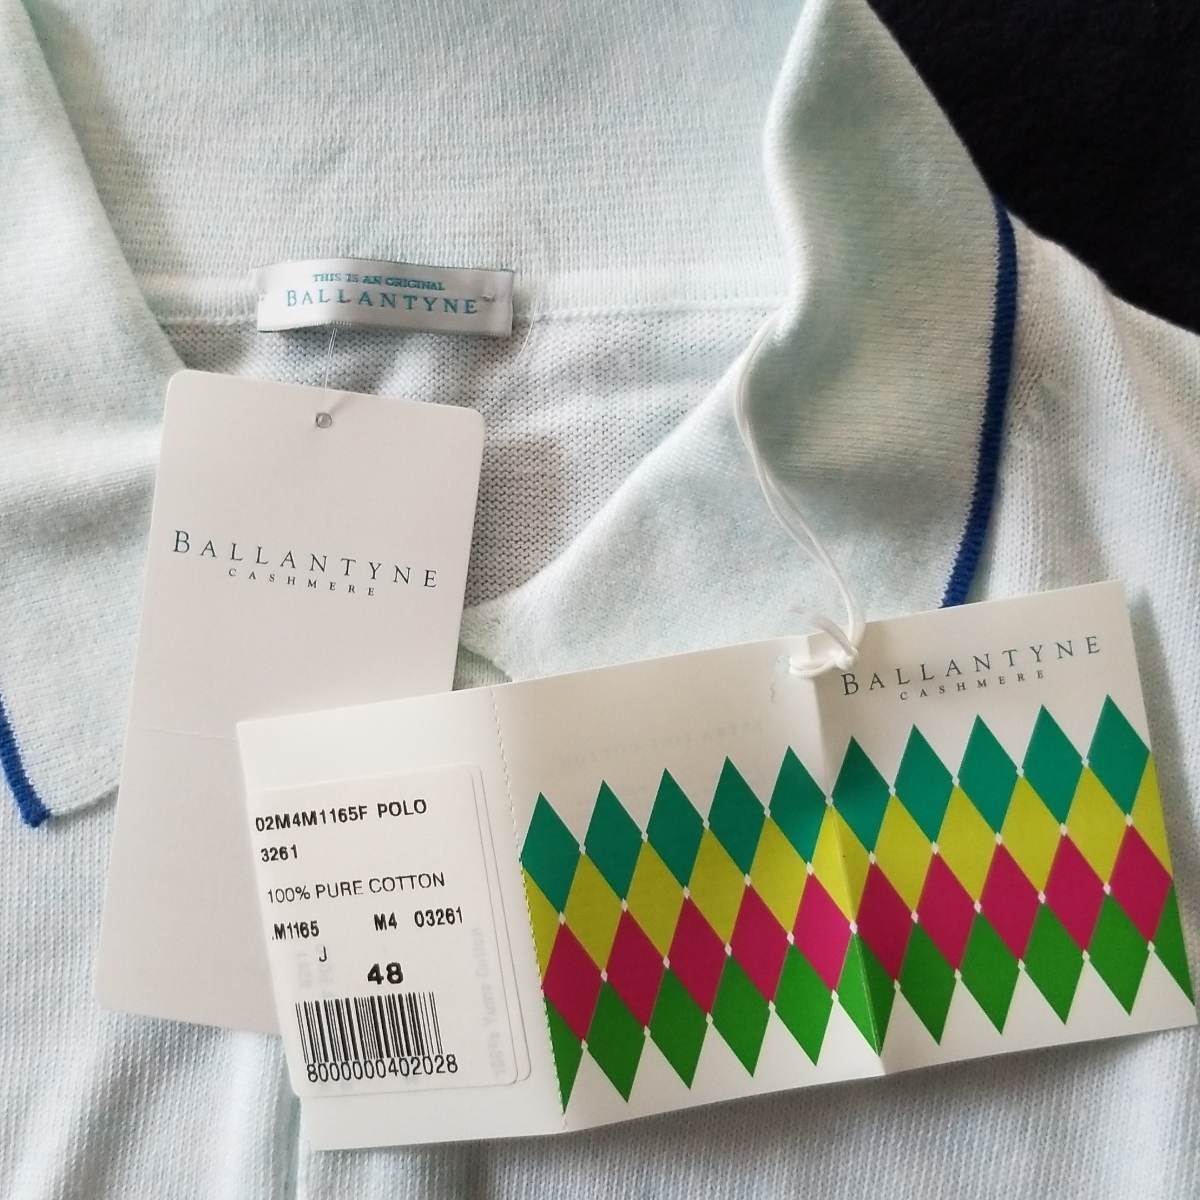 THIS IS AN ORIGINAL
BALLANTYNE
BALLANTYNE
CASHMERE
BALLANTYNE
CASHMERE
02M4M1165F POLO
3261
100% PURE COTTON
.M1165 M4 03261
J
48
8000000402028